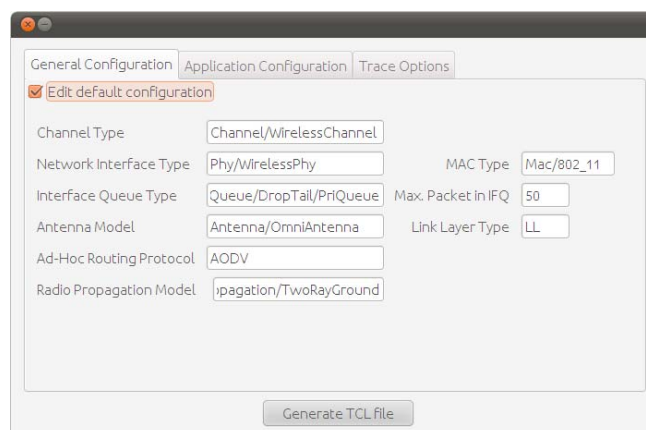 General Configuration Application Configuration Trace Options
Edit default configuration
Channel Type Channel/WirelessChannel
Network Interface Type Phy/WirelessPhy MAC Type Mac/802_11
Interface Queue Type Queue/DropTail/PriQueue Max. Packet in IFQ 50
Antenna Model Antenna/OmniAntenna Link Layer Type LL
Ad-Hoc Routing Protocol AODV
Radio Propagation Model opagation/TwoRayGround
Generate TCL file